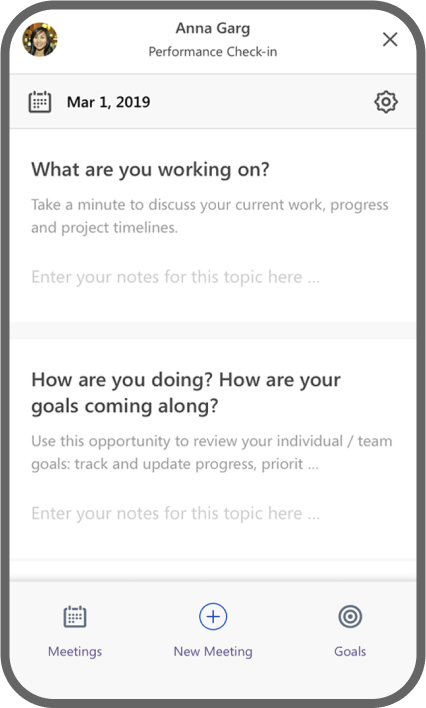 Anna Garg
Performance Check-in
Mar 1, 2019
What are you working on?
Take a minute to discuss your current work, progress
and project timelines.
Enter your notes for this topic here ...
How are you doing? How are your
goals coming along?
Use this opportunity to review your individual / team
goals: track and update progress, priorit ...
Enter your notes for this topic here ...
Meetings
New Meeting
Goals